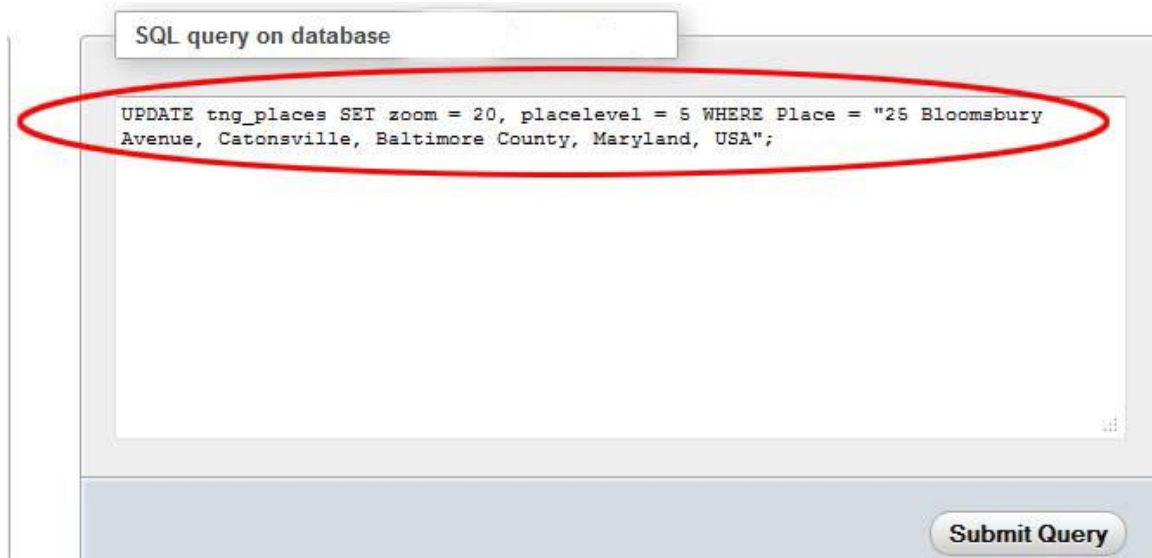 SQL query on database
UPDATE tng_places SET zoom = 20, placelevel = 5 WHERE Place = "25 Bloomsbury
Avenue, Catonsville, Baltimore County, Maryland, USA";
Submit Query